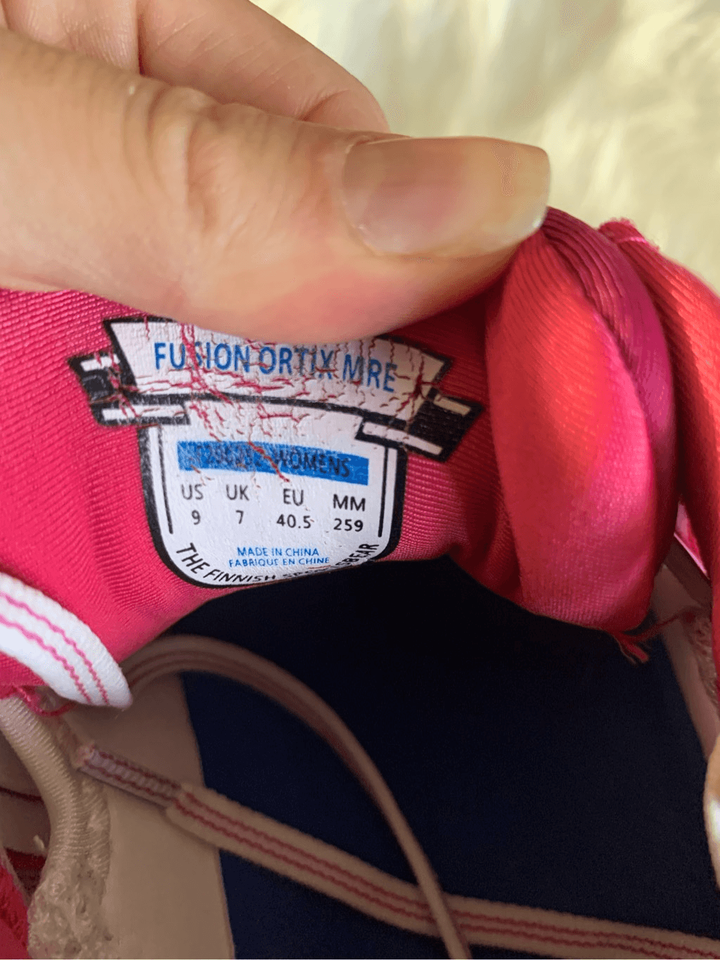 FUSION ORTIX MRE
WOMENS
US UK EU MM
9 7 40.5 259
MADE IN CHINA
FABRIQUE EN CHINE
THE FINNISH